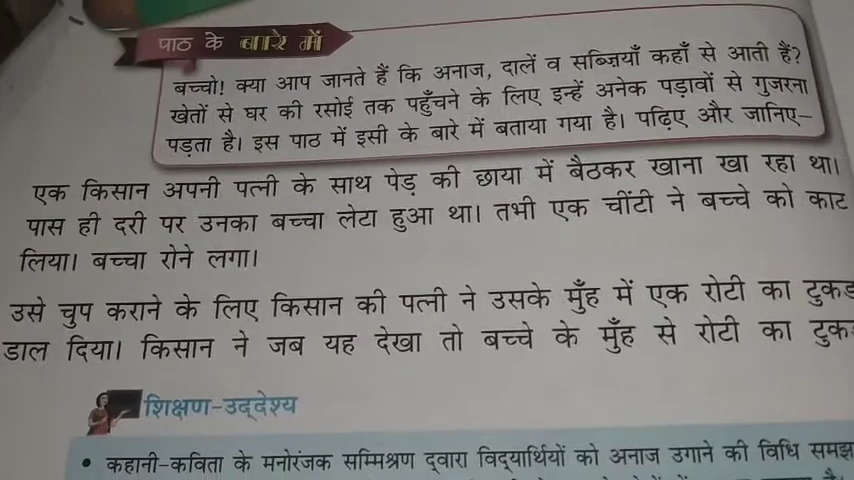 पाठ के बारे में
बच्चो! क्या आप जानते हैं कि अनाज, दालें व सब्ज़ियाँ कहाँ से आती हैं?
खेतों से घर की रसोई तक पहुँचने के लिए इन्हें अनेक पड़ावों से गुजरना
पड़ता है। इस पाठ में इसी के बारे में बताया गया है। पढ़िए और जानिए–
एक किसान अपनी पत्नी के साथ पेड़ की छाया में बैठकर खाना खा रहा था।
पास ही दरी पर उनका बच्चा लेटा हुआ था। तभी एक चींटी ने बच्चे को काट
लिया। बच्चा रोने लगा।
उसे चुप कराने के लिए किसान की पत्नी ने उसके मुँह में एक रोटी का
डाल दिया। किसान ने जब यह देखा तो बच्चे के मुँह से रोटी का
शिक्षण-उद्देश्य
• कहानी-कविता के मनोरंजक सम्मिश्रण द्वारा विद्यार्थियों को अनाज उगाने की विधि